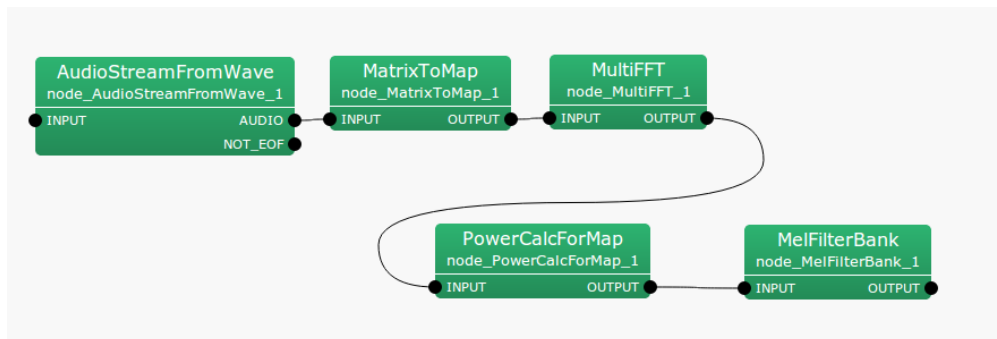 AudioStreamFromWave
node_AudioStreamFromWave_1
INPUT AUDIO
NOT_EOF
MatrixToMap
node_MatrixToMap_1
INPUT OUTPUT
MultiFFT
node_MultiFFT_1
INPUT OUTPUT
PowerCalcForMap
node_PowerCalcForMap_1
INPUT OUTPUT
MelFilterBank
node_MelFilterBank_1
INPUT OUTPUT